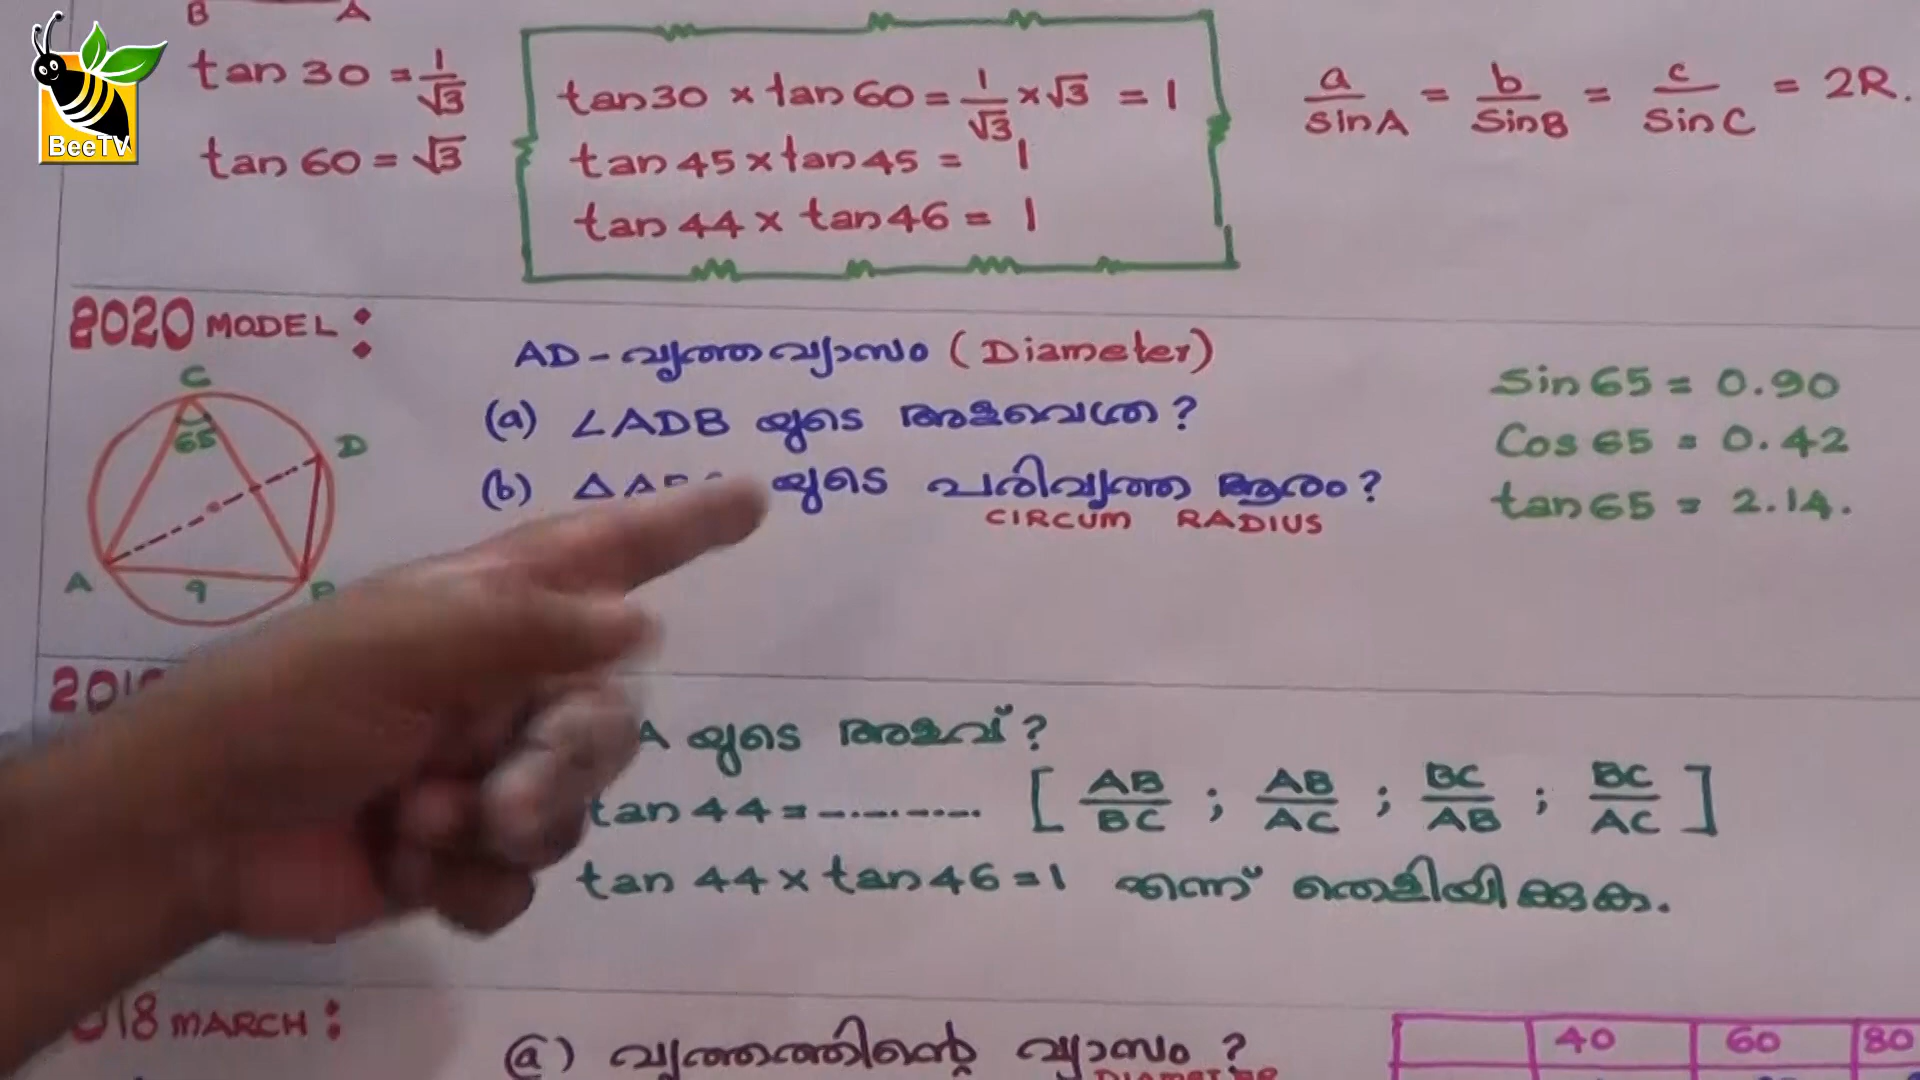 BeeTV
B A
tan 30 = 1/√3
tan 60 = √3
tan30 × tan 60 = 1/√3 × √3 = 1
tan 45 × tan 45 = 1
tan 44 × tan 46 = 1
a/sinA = b/sinB = c/sinC = 2R.
2020 MODEL :
C
65
D
A
9
AD - വൃത്തവ്യാസം (Diameter)
(a) ∠ADB യുടെ അളവെത്ര?
(b) യുടെ പരിവൃത്ത ആരം?
CIRCUM RADIUS
Sin 65 = 0.90
Cos 65 = 0.42
tan 65 = 2.14.
A യുടെ അളവ്?
tan 44 = ---------- [ AB/BC ; AB/AC ; BC/AB ; BC/AC ]
tan 44 × tan 46 = 1 എന്ന് തെളിയിക്കുക.
18 MARCH :
(a) വൃത്തത്തിന്റെ വ്യാസം ?
DIAMETER
40 60 80